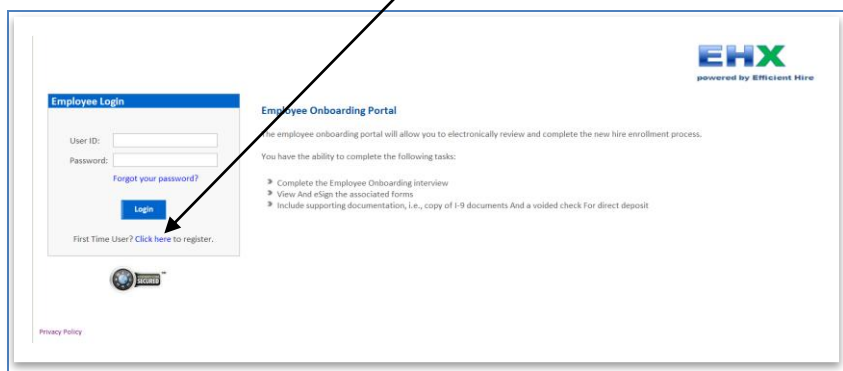 EHX
powered by Efficient Hire
Employee Login
User ID:
Password:
Forgot your password?
Login
First Time User? Click here to register.
SECURED
Employee Onboarding Portal
The employee onboarding portal will allow you to electronically review and complete the new hire enrollment process.
You have the ability to complete the following tasks:
» Complete the Employee Onboarding interview
» View And eSign the associated forms
» Include supporting documentation, i.e., copy of I-9 documents And a voided check For direct deposit
Privacy Policy